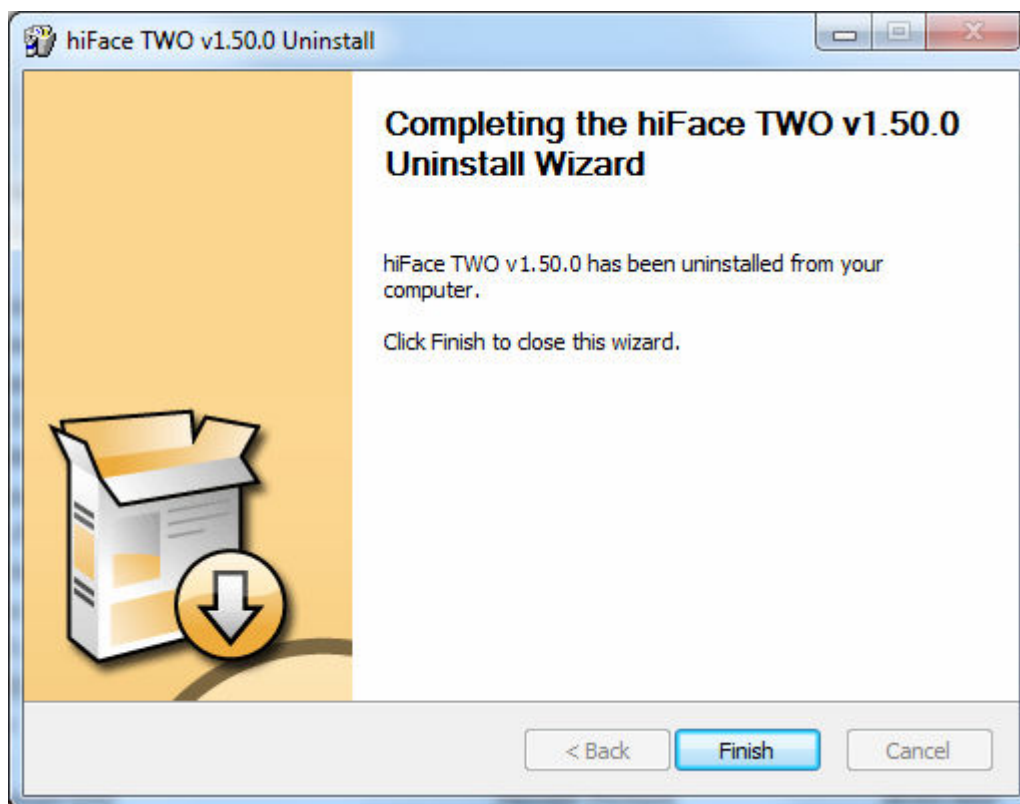 hiFace TWO v1.50.0 Uninstall
Completing the hiFace TWO v1.50.0
Uninstall Wizard
hiFace TWO v1.50.0 has been uninstalled from your
computer.
Click Finish to close this wizard.
< Back
Finish
Cancel